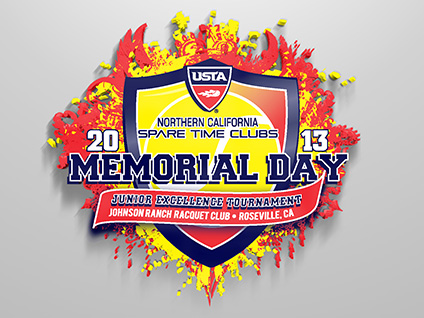 USTA
NORTHERN CALIFORNIA
SPARE TIME CLUBS
20 13
MEMORIAL DAY
JUNIOR EXCELLENCE TOURNAMENT
JOHNSON RANCH RACQUET CLUB • ROSEVILLE, CA